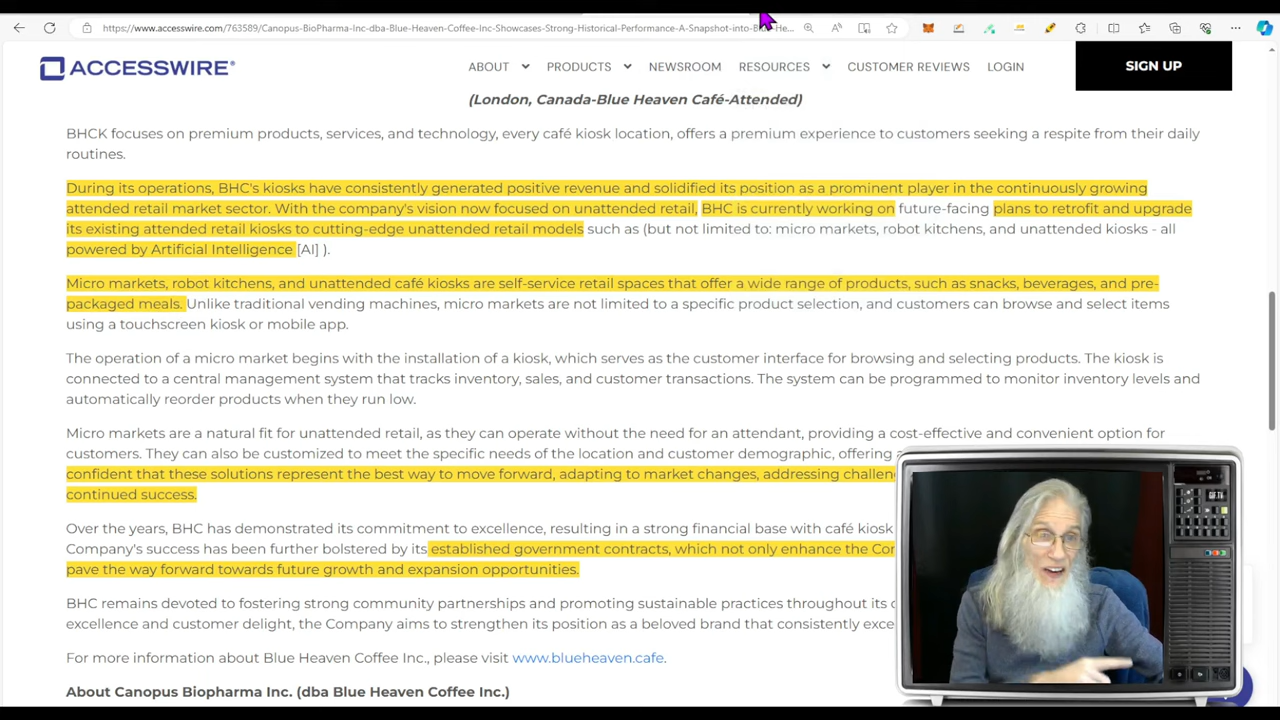 https://www.accesswire.com/763589/Canopus-BioPharma-Inc-dba-Blue-Heaven-Coffee-Inc-Showcases-Strong-Historical-Performance-A-Snapshot-into-Blue-He...
ACCESSWIRE®
ABOUT PRODUCTS NEWSROOM RESOURCES CUSTOMER REVIEWS LOGIN SIGN UP
(London, Canada-Blue Heaven Café-Attended)
BHCK focuses on premium products, services, and technology, every café kiosk location, offers a premium experience to customers seeking a respite from their daily
routines.
During its operations, BHC's kiosks have consistently generated positive revenue and solidified its position as a prominent player in the continuously growing
attended retail market sector. With the company's vision now focused on unattended retail, BHC is currently working on future-facing plans to retrofit and upgrade
its existing attended retail kiosks to cutting-edge unattended retail models such as (but not limited to: micro markets, robot kitchens, and unattended kiosks - all
powered by Artificial Intelligence [AI] ).
Micro markets, robot kitchens, and unattended café kiosks are self-service retail spaces that offer a wide range of products, such as snacks, beverages, and pre-
packaged meals. Unlike traditional vending machines, micro markets are not limited to a specific product selection, and customers can browse and select items
using a touchscreen kiosk or mobile app.
The operation of a micro market begins with the installation of a kiosk, which serves as the customer interface for browsing and selecting products. The kiosk is
connected to a central management system that tracks inventory, sales, and customer transactions. The system can be programmed to monitor inventory levels and
automatically reorder products when they run low.
Micro markets are a natural fit for unattended retail, as they can operate without the need for an attendant, providing a cost-effective and convenient option for
customers. They can also be customized to meet the specific needs of the location and customer demographic, offering
confident that these solutions represent the best way to move forward, adapting to market changes, addressing
continued success.
Over the years, BHC has demonstrated its commitment to excellence, resulting in a strong financial base with café kiosk
Company's success has been further bolstered by its established government contracts, which not only enhance the
pave the way forward towards future growth and expansion opportunities.
BHC remains devoted to fostering strong community and promoting sustainable practices throughout its
excellence and customer delight, the Company aims to its position as a beloved brand that consistently
For more information about Blue Heaven Coffee Inc., please visit www.blueheaven.cafe.
About Canopus Biopharma Inc. (dba Blue Heaven Coffee Inc.)